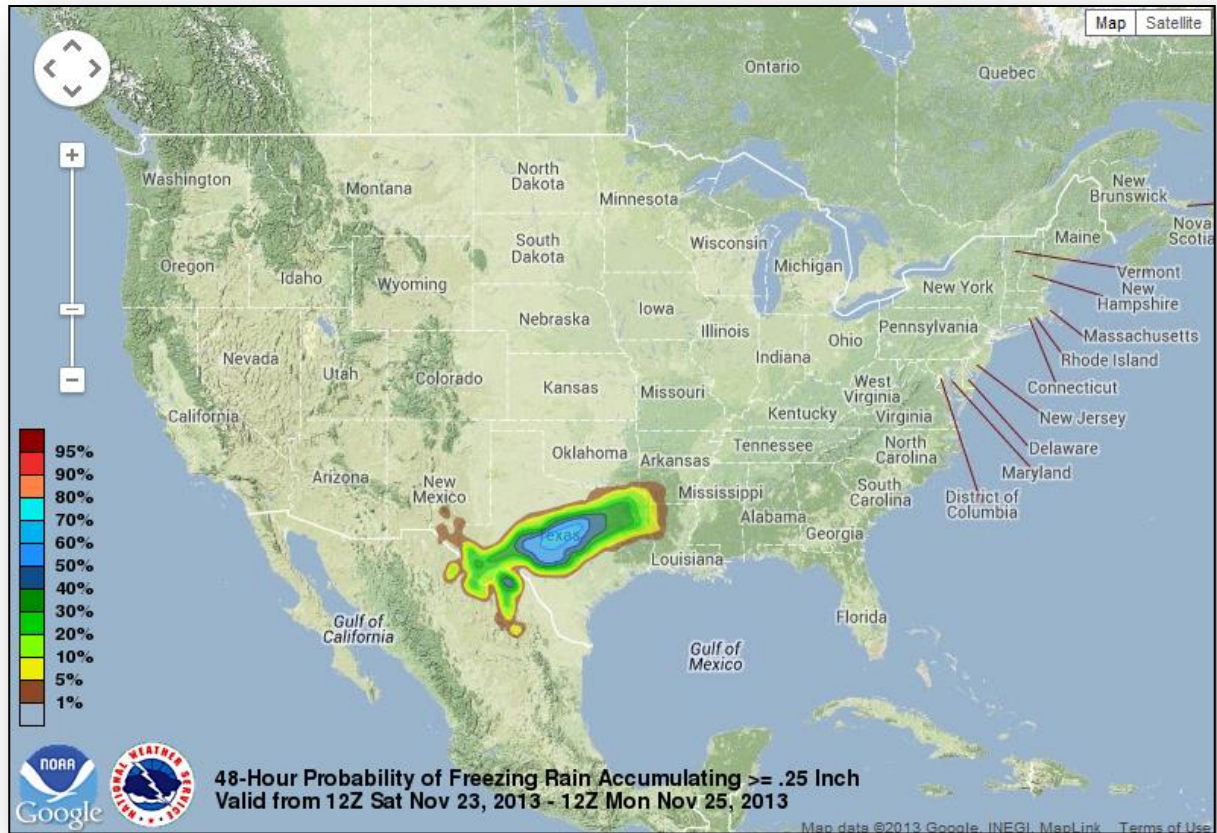 Map Satellite
Ontario
Quebec
Washington
Montana
North
Dakota
Minnesota
New
Brunswick
Nova
Scotia
Maine
Oregon
Idaho
Wyoming
South
Dakota
Wisconsin
Michigan
New York
Vermont
New
Hampshire
Massachusetts
Rhode Island
Connecticut
New Jersey
Delaware
Maryland
District of
Columbia
Nevada
Utah
Colorado
Nebraska
Iowa
Illinois
Indiana
Ohio
Pennsylvania
California
Kansas
Missouri
West
Virginia
Kentucky
Virginia
Arizona
New
Mexico
Oklahoma
Arkansas
Tennessee
North
Carolina
Mississippi
Alabama
South
Carolina
Georgia
Texas
Louisiana
Florida
Gulf of
California
Gulf of
Mexico
95%
90%
80%
70%
60%
50%
40%
30%
20%
10%
5%
1%
NOAA
NATIONAL WEATHER SERVICE
Google
48-Hour Probability of Freezing Rain Accumulating >= .25 Inch
Valid from 12Z Sat Nov 23, 2013 - 12Z Mon Nov 25, 2013
Map data ©2013 Google, INEGI, MapLink Terms of Use